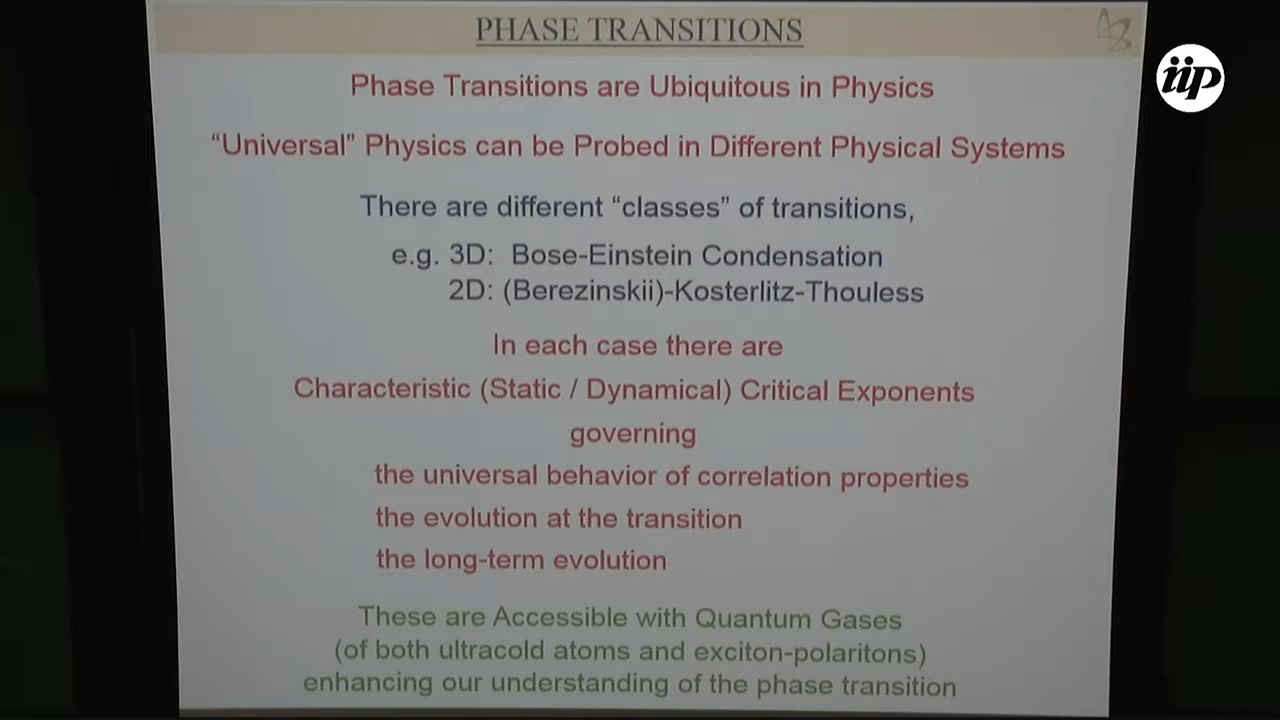 PHASE TRANSITIONS
iip
Phase Transitions are Ubiquitous in Physics
“Universal” Physics can be Probed in Different Physical Systems
There are different “classes” of transitions,
e.g. 3D: Bose-Einstein Condensation
2D: (Berezinskii)-Kosterlitz-Thouless
In each case there are
Characteristic (Static / Dynamical) Critical Exponents
governing
the universal behavior of correlation properties
the evolution at the transition
the long-term evolution
These are Accessible with Quantum Gases
(of both ultracold atoms and exciton-polaritons)
enhancing our understanding of the phase transition